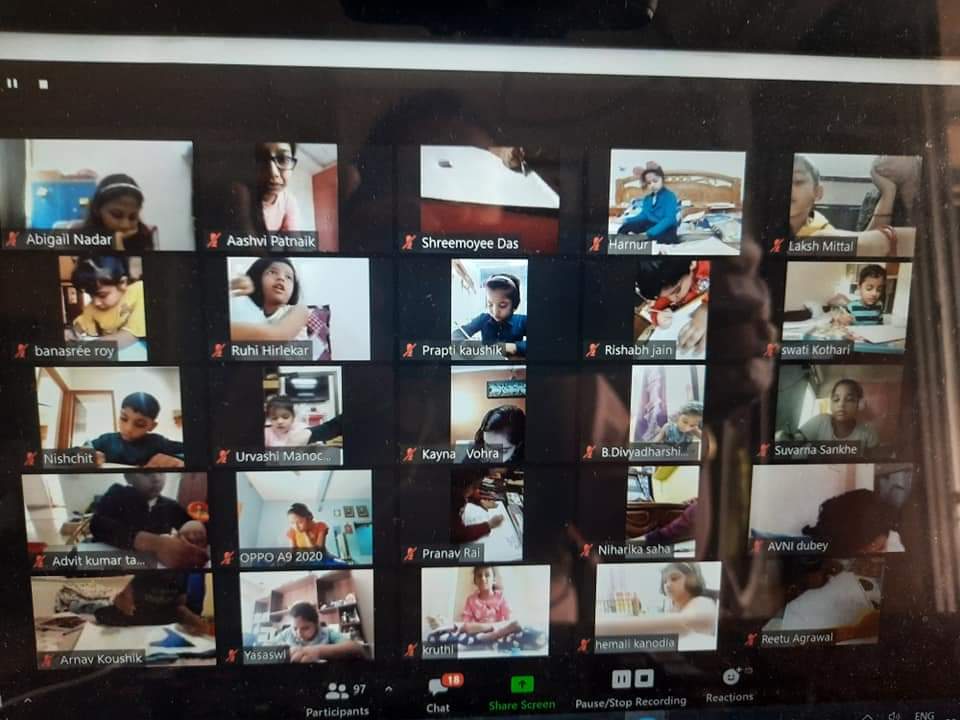 Abigail Nadar
Aashvi Patnaik
Shreemoyee Das
Harnur
Laksh Mittal
banasree roy
Ruhi Hirlekar
Prapti kaushik
Rishabh jain
swati Kothari
Nishchit
Urvashi Manoc...
Kayna Vohra
B.Divyadharshi...
Suvarna Sankhe
Advit kumar ta...
OPPO A9 2020
Pranav Rai
Niharika saha
AVNI dubey
Arnav Koushik
Yasaswi
kruthi
hemali kanodia
Reetu Agrawal
97
18
Participants
Chat
Share Screen
Pause/Stop Recording
Reactions
ENG